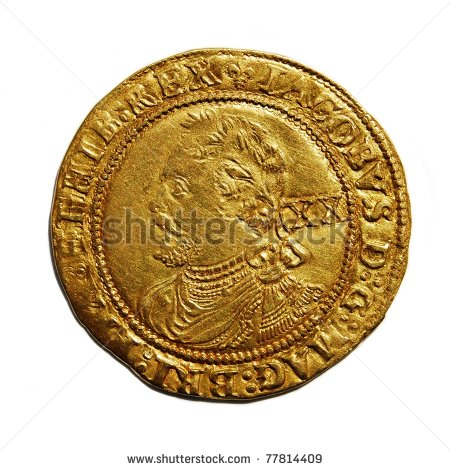 IACOBVS D:G:MAG:BRI: ET HIB:REX
XX
shutterstock
www.shutterstock.com · 77814409